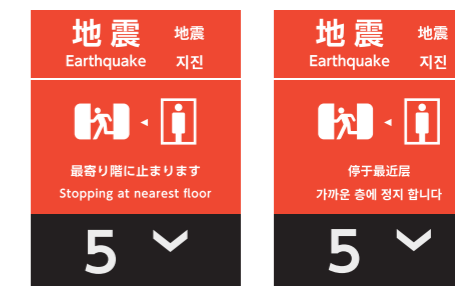 地震 地震
Earthquake 지진
最寄り階に止まります
Stopping at nearest floor
5
地震 地震
Earthquake 지진
停于最近层
가까운 층에 정지 합니다
5